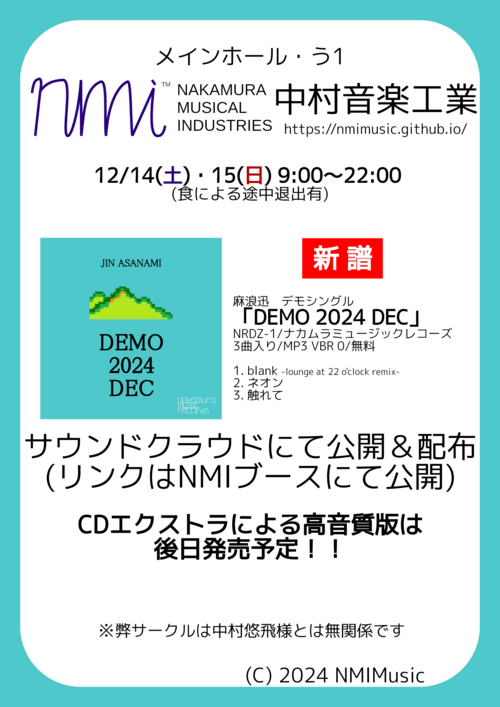 メインホール・う1
nmi™
NAKAMURA
MUSICAL
INDUSTRIES
中村音楽工業
https://nmimusic.github.io/
12/14(土)・15(日) 9:00～22:00
(食による途中退出有)
JIN ASANAMI
DEMO
2024
DEC
nakamura
music
records
新譜
麻浪迅　デモシングル
「DEMO 2024 DEC」
NRDZ-1/ナカムラミュージックレコーズ
3曲入り/MP3 VBR 0/無料
1. blank -lounge at 22 o'clock remix-
2. ネオン
3. 触れて
サウンドクラウドにて公開＆配布
(リンクはNMIブースにて公開)
CDエクストラによる高音質版は
後日発売予定！！
※弊サークルは中村悠飛様とは無関係です
(C) 2024 NMIMusic